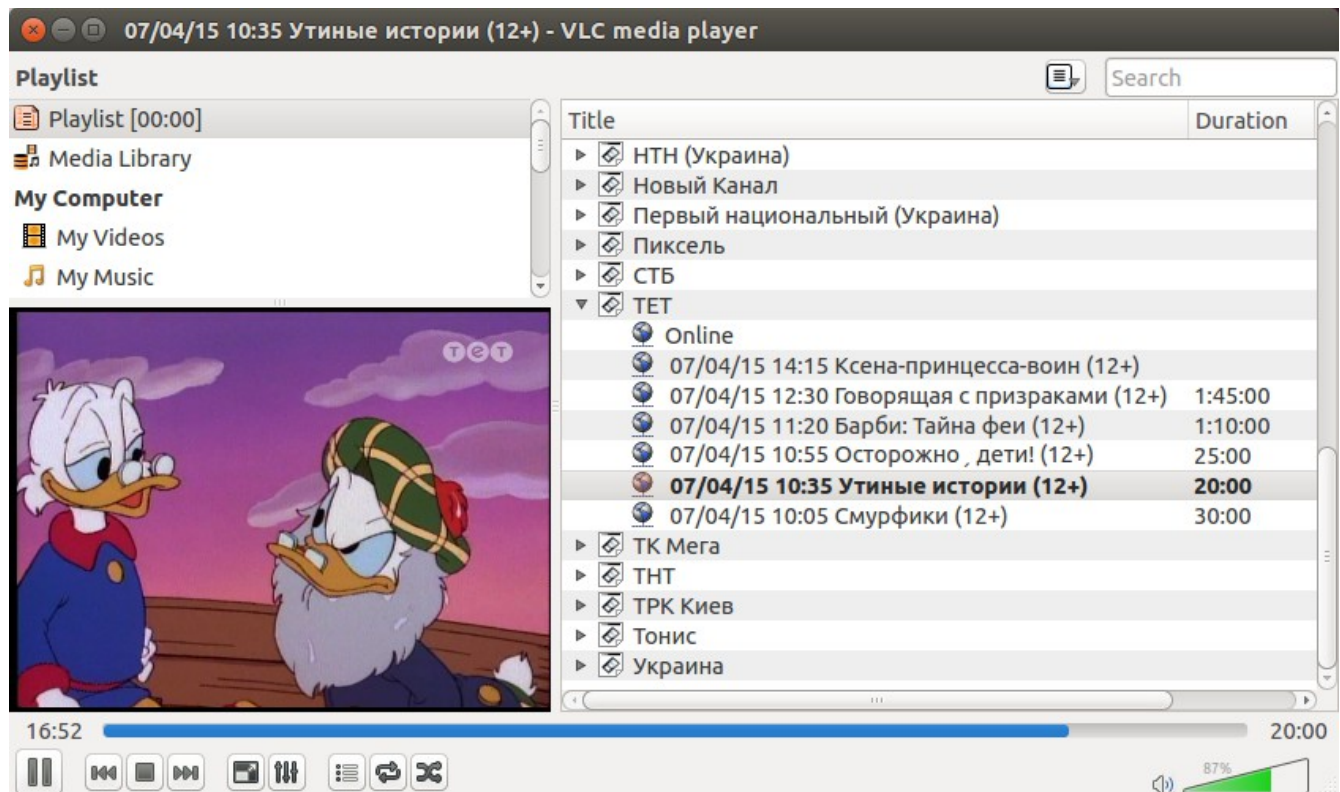 07/04/15 10:35 Утиные истории (12+) - VLC media player
Playlist
Search
Playlist [00:00]
Media Library
My Computer
My Videos
My Music
Title Duration
НТН (Украина)
Новый Канал
Первый национальный (Украина)
Пиксель
СТБ
ТЕТ
Online
07/04/15 14:15 Ксена-принцесса-воин (12+)
07/04/15 12:30 Говорящая с призраками (12+) 1:45:00
07/04/15 11:20 Барби: Тайна феи (12+) 1:10:00
07/04/15 10:55 Осторожно , дети! (12+) 25:00
07/04/15 10:35 Утиные истории (12+) 20:00
07/04/15 10:05 Смурфики (12+) 30:00
ТК Мега
ТНТ
ТРК Киев
Тонис
Украина
тет
16:52 20:00
87%